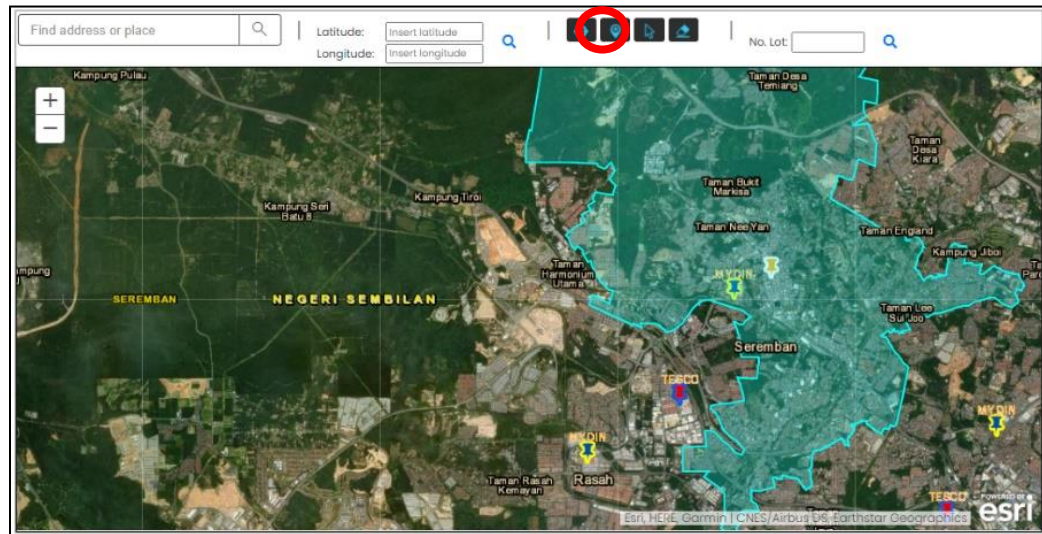 Find address or place
Latitude:
Insert latitude
Longitude:
Insert longitude
No. Lot:
+
−
Kampung Pulau
Taman Desa
Temiang
Taman
Desa
Kiara
Taman Bukit
Markisa
Kampung Tiroi
Kampung Seri
Batu 8
Taman Nee Yan
Taman England
Kampung Jiboi
Taman
Harmonium
Utama
MYDIN
SEREMBAN
NEGERI SEMBILAN
Taman Lee
Sui Joo
Seremban
TESCO
MYDIN
MYDIN
Taman Rasah
Kemayan
Rasah
TESCO
POWERED BY
esri
Esri, HERE, Garmin | CNES/Airbus DS, Earthstar Geographics